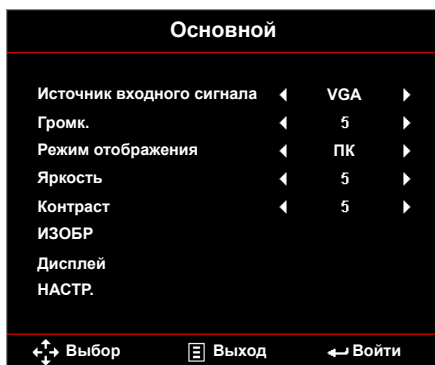 Основной
Источник входного сигнала VGA
Громк. 5
Режим отображения ПК
Яркость 5
Контраст 5
ИЗОБР
Дисплей
НАСТР.
Выбор Выход Войти